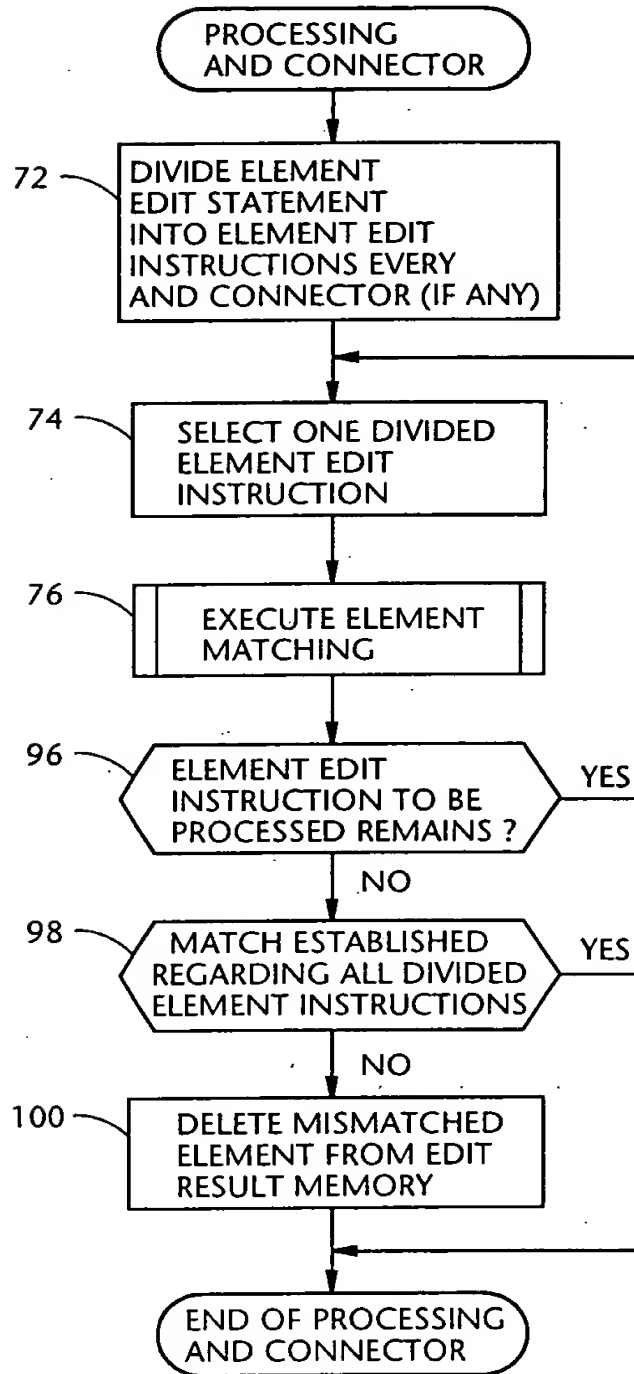 PROCESSING
AND CONNECTOR
72
DIVIDE ELEMENT
EDIT STATEMENT
INTO ELEMENT EDIT
INSTRUCTIONS EVERY
AND CONNECTOR (IF ANY)
74
SELECT ONE DIVIDED
ELEMENT EDIT
INSTRUCTION
76
EXECUTE ELEMENT
MATCHING
96
ELEMENT EDIT
INSTRUCTION TO BE
PROCESSED REMAINS ?
YES
NO
98
MATCH ESTABLISHED
REGARDING ALL DIVIDED
ELEMENT INSTRUCTIONS
YES
NO
100
DELETE MISMATCHED
ELEMENT FROM EDIT
RESULT MEMORY
END OF PROCESSING
AND CONNECTOR